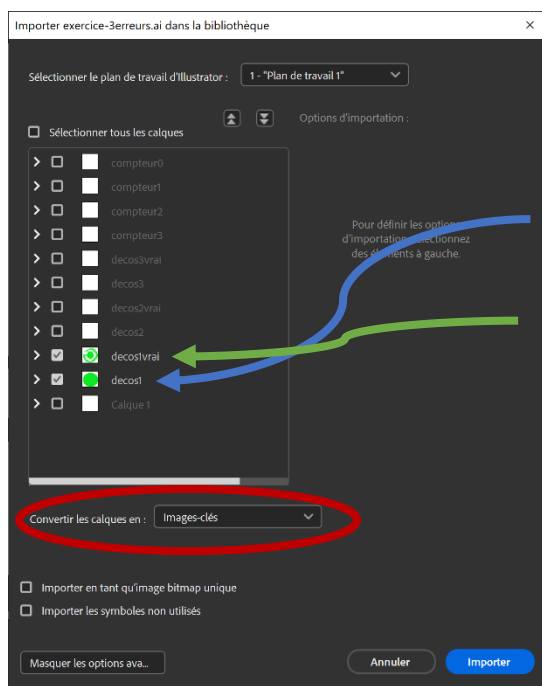 Importer exercice-3erreurs.ai dans la bibliothèque
Sélectionner le plan de travail d'Illustrator : 1 - "Plan de travail 1"
Options d'importation :
Sélectionner tous les calques
compteur0
compteur1
compteur2
compteur3
decos3vrai
decos3
decos2vrai
decos2
decos1vrai
decos1
Calque 1
Pour définir les options
d'importation, sélectionnez
des éléments à gauche.
Convertir les calques en : Images-clés
Importer en tant qu'image bitmap unique
Importer les symboles non utilisés
Masquer les options ava...
Annuler
Importer